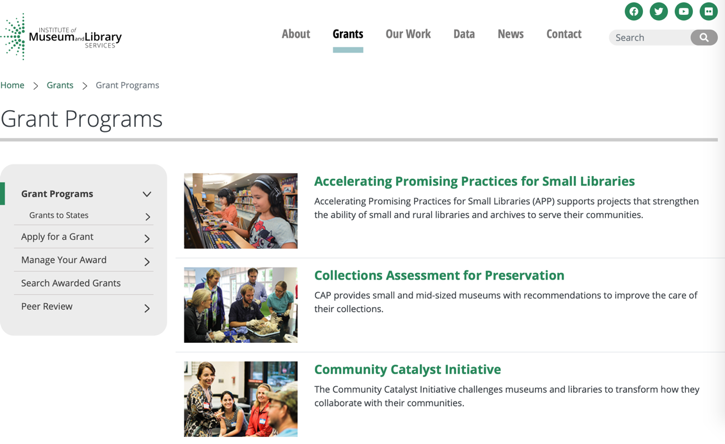 INSTITUTE of
Museum and Library
SERVICES
About
Grants
Our Work
Data
News
Contact
Search
Home > Grants > Grant Programs
Grant Programs
Grant Programs
Grants to States
Apply for a Grant
Manage Your Award
Search Awarded Grants
Peer Review
Accelerating Promising Practices for Small Libraries
Accelerating Promising Practices for Small Libraries (APP) supports projects that strengthen
the ability of small and rural libraries and archives to serve their communities.
Collections Assessment for Preservation
CAP provides small and mid-sized museums with recommendations to improve the care of
their collections.
Community Catalyst Initiative
The Community Catalyst Initiative challenges museums and libraries to transform how they
collaborate with their communities.